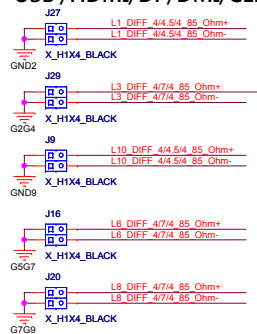 J27
L1_DIFF_4/4.5/4_85_Ohm+
L1_DIFF_4/4.5/4_85_Ohm-
X_H1X4_BLACK
GND2
J29
L3_DIFF_4/7/4_85_Ohm+
L3_DIFF_4/7/4_85_Ohm-
X_H1X4_BLACK
G2G4
J9
L10_DIFF_4/4.5/4_85_Ohm+
L10_DIFF_4/4.5/4_85_Ohm-
X_H1X4_BLACK
GND9
J16
L6_DIFF_4/7/4_85_Ohm+
L6_DIFF_4/7/4_85_Ohm-
X_H1X4_BLACK
G5G7
J20
L8_DIFF_4/7/4_85_Ohm+
L8_DIFF_4/7/4_85_Ohm-
X_H1X4_BLACK
G7G9